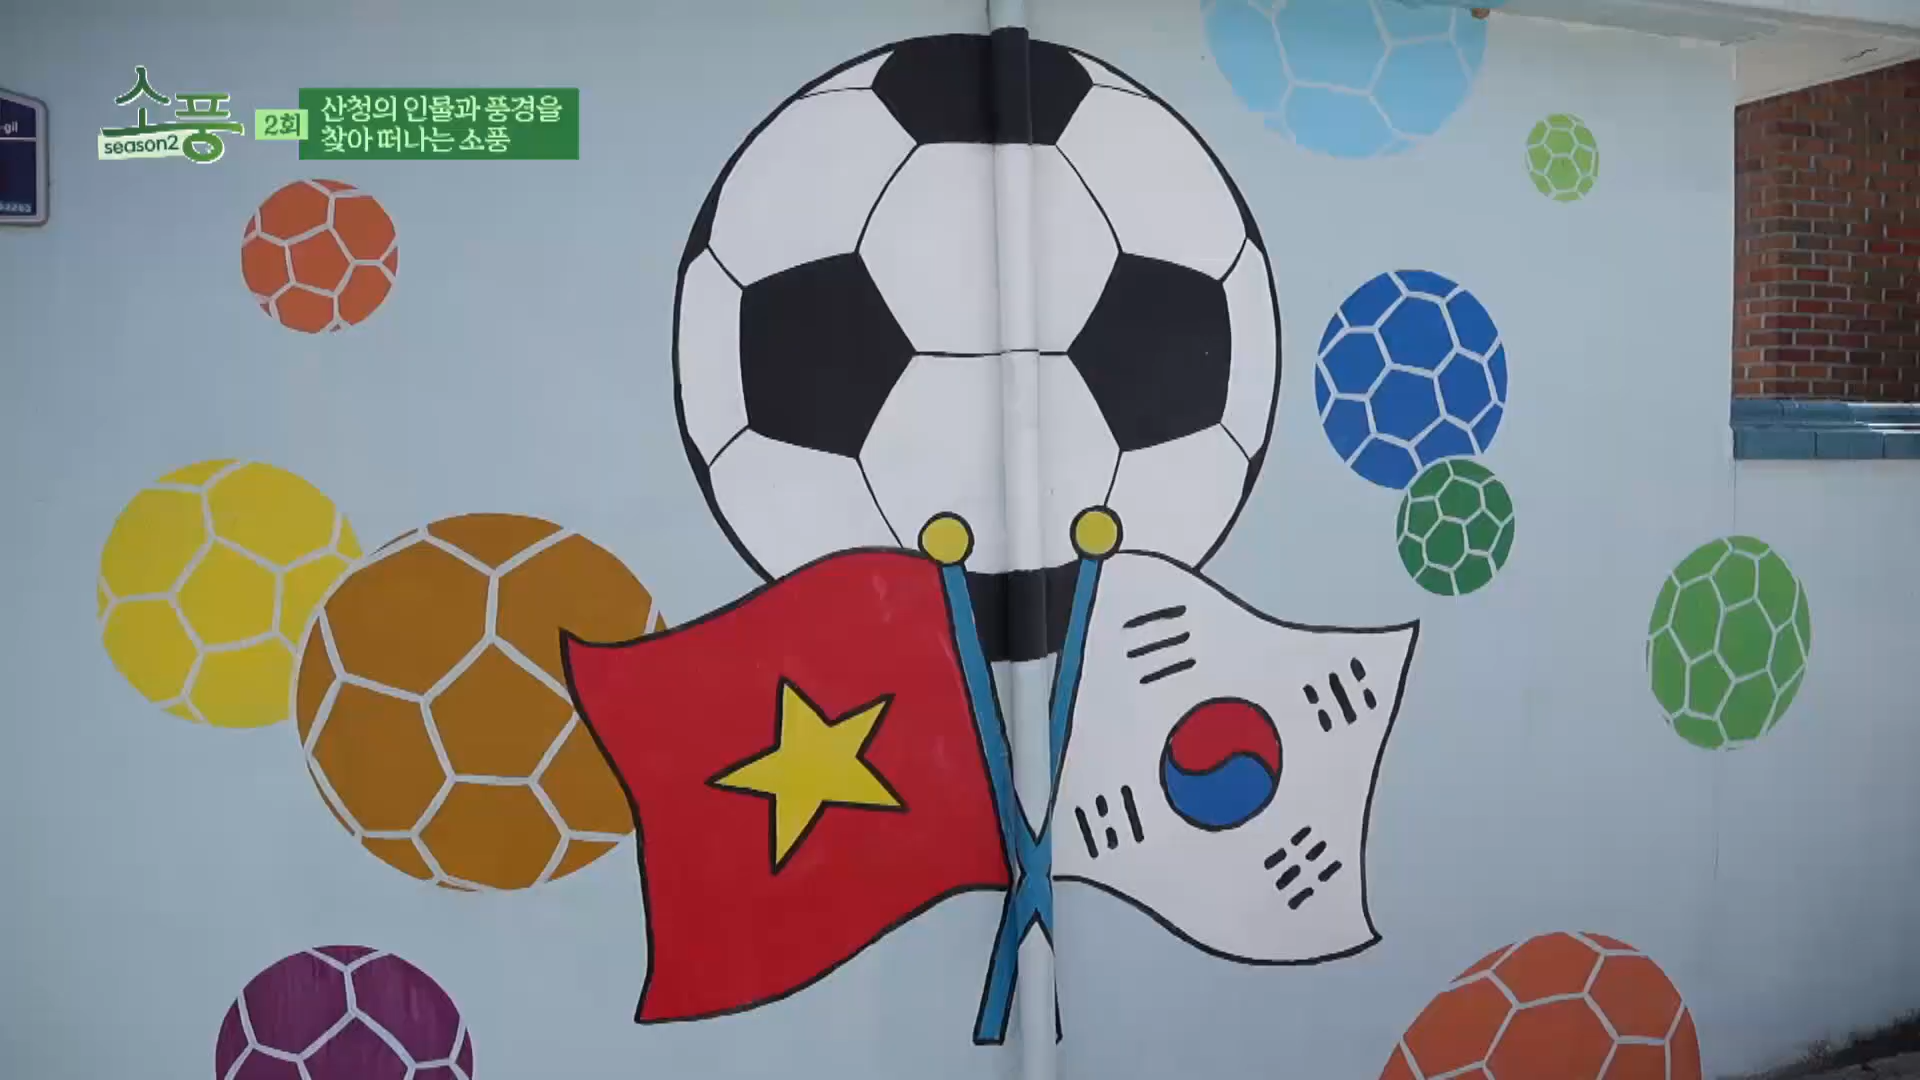 소풍
season2
2회
산청의 인물과 풍경을
찾아 떠나는 소풍
-gil